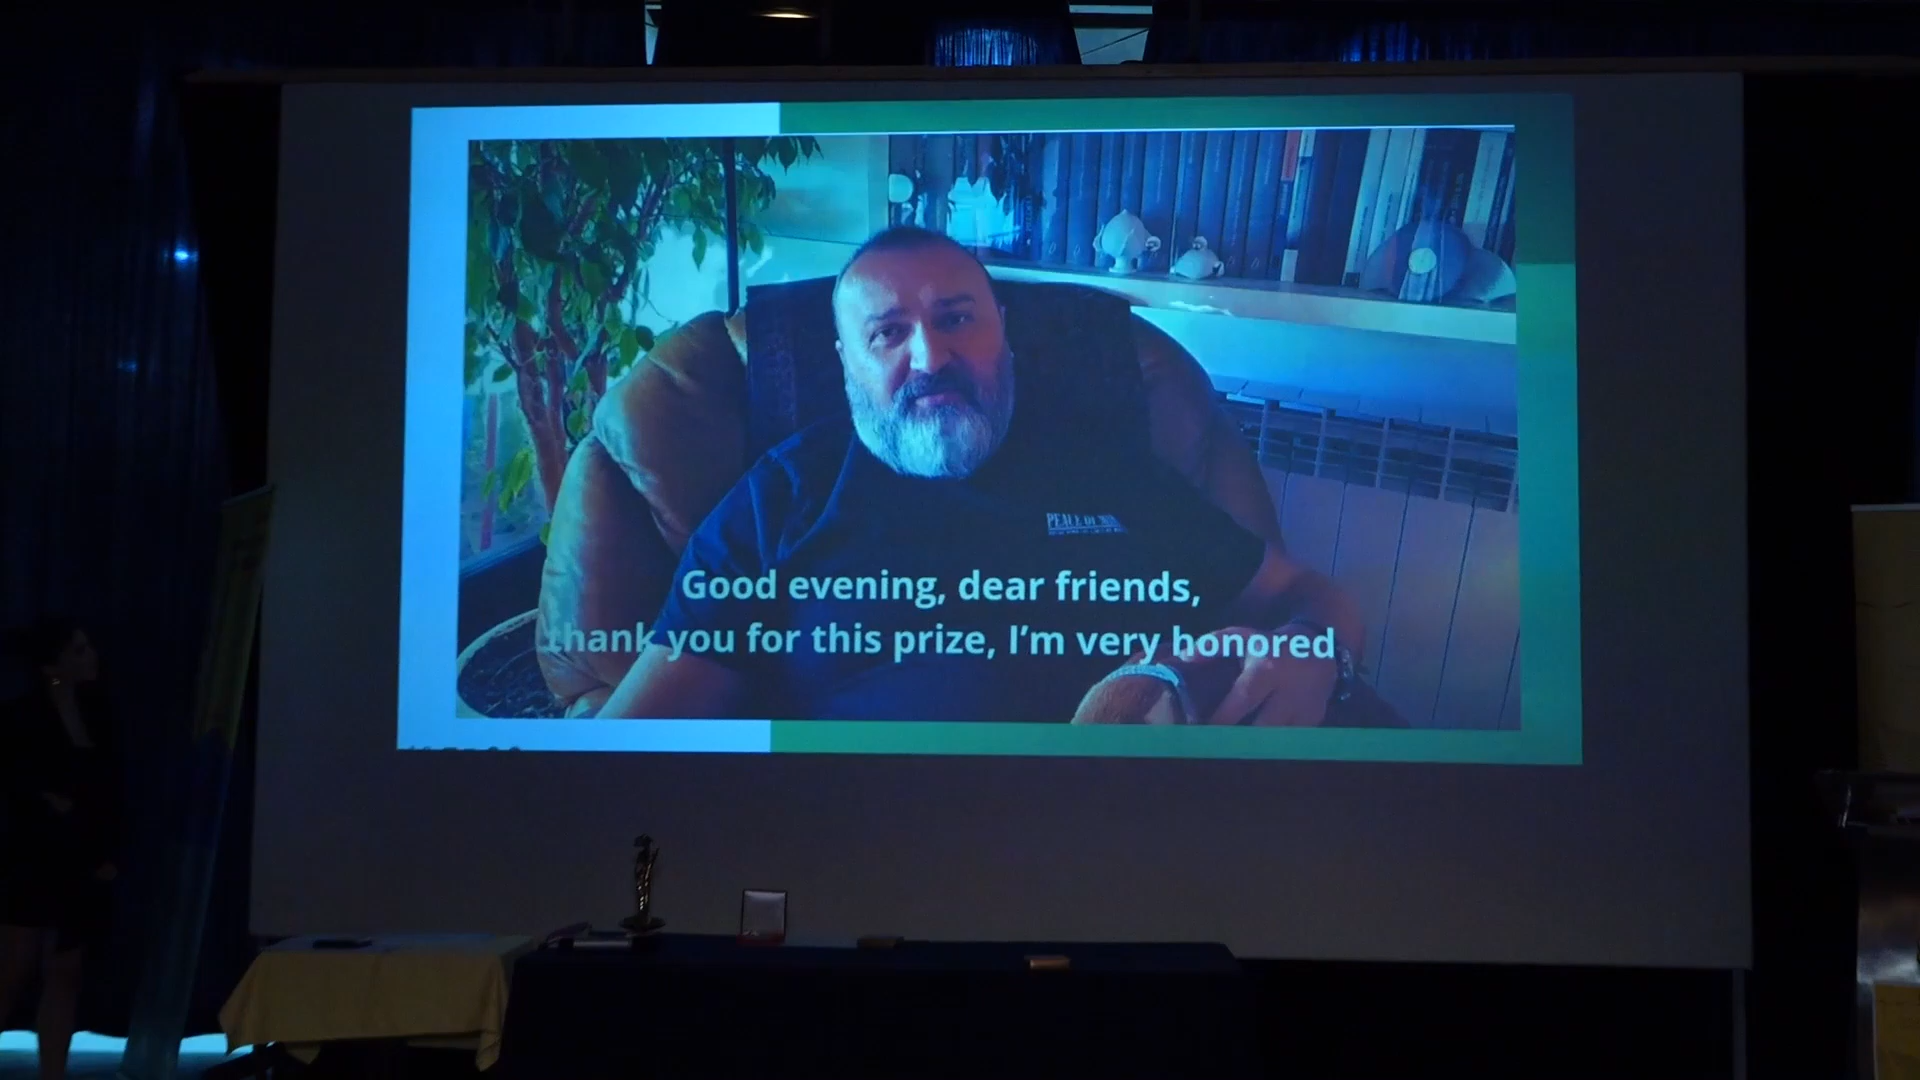 Good evening, dear friends,
thank you for this prize, I'm very honored